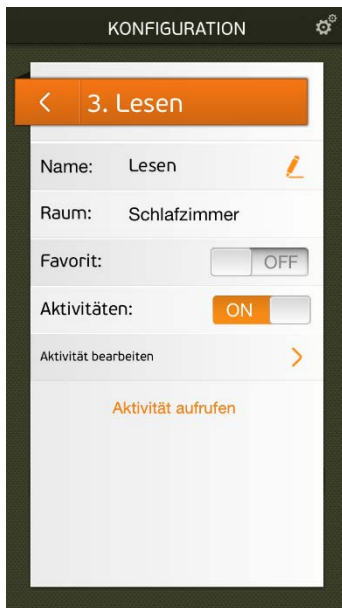 KONFIGURATION
3. Lesen
Name: Lesen
Raum: Schlafzimmer
Favorit: OFF
Aktivitäten: ON
Aktivität bearbeiten
Aktivität aufrufen